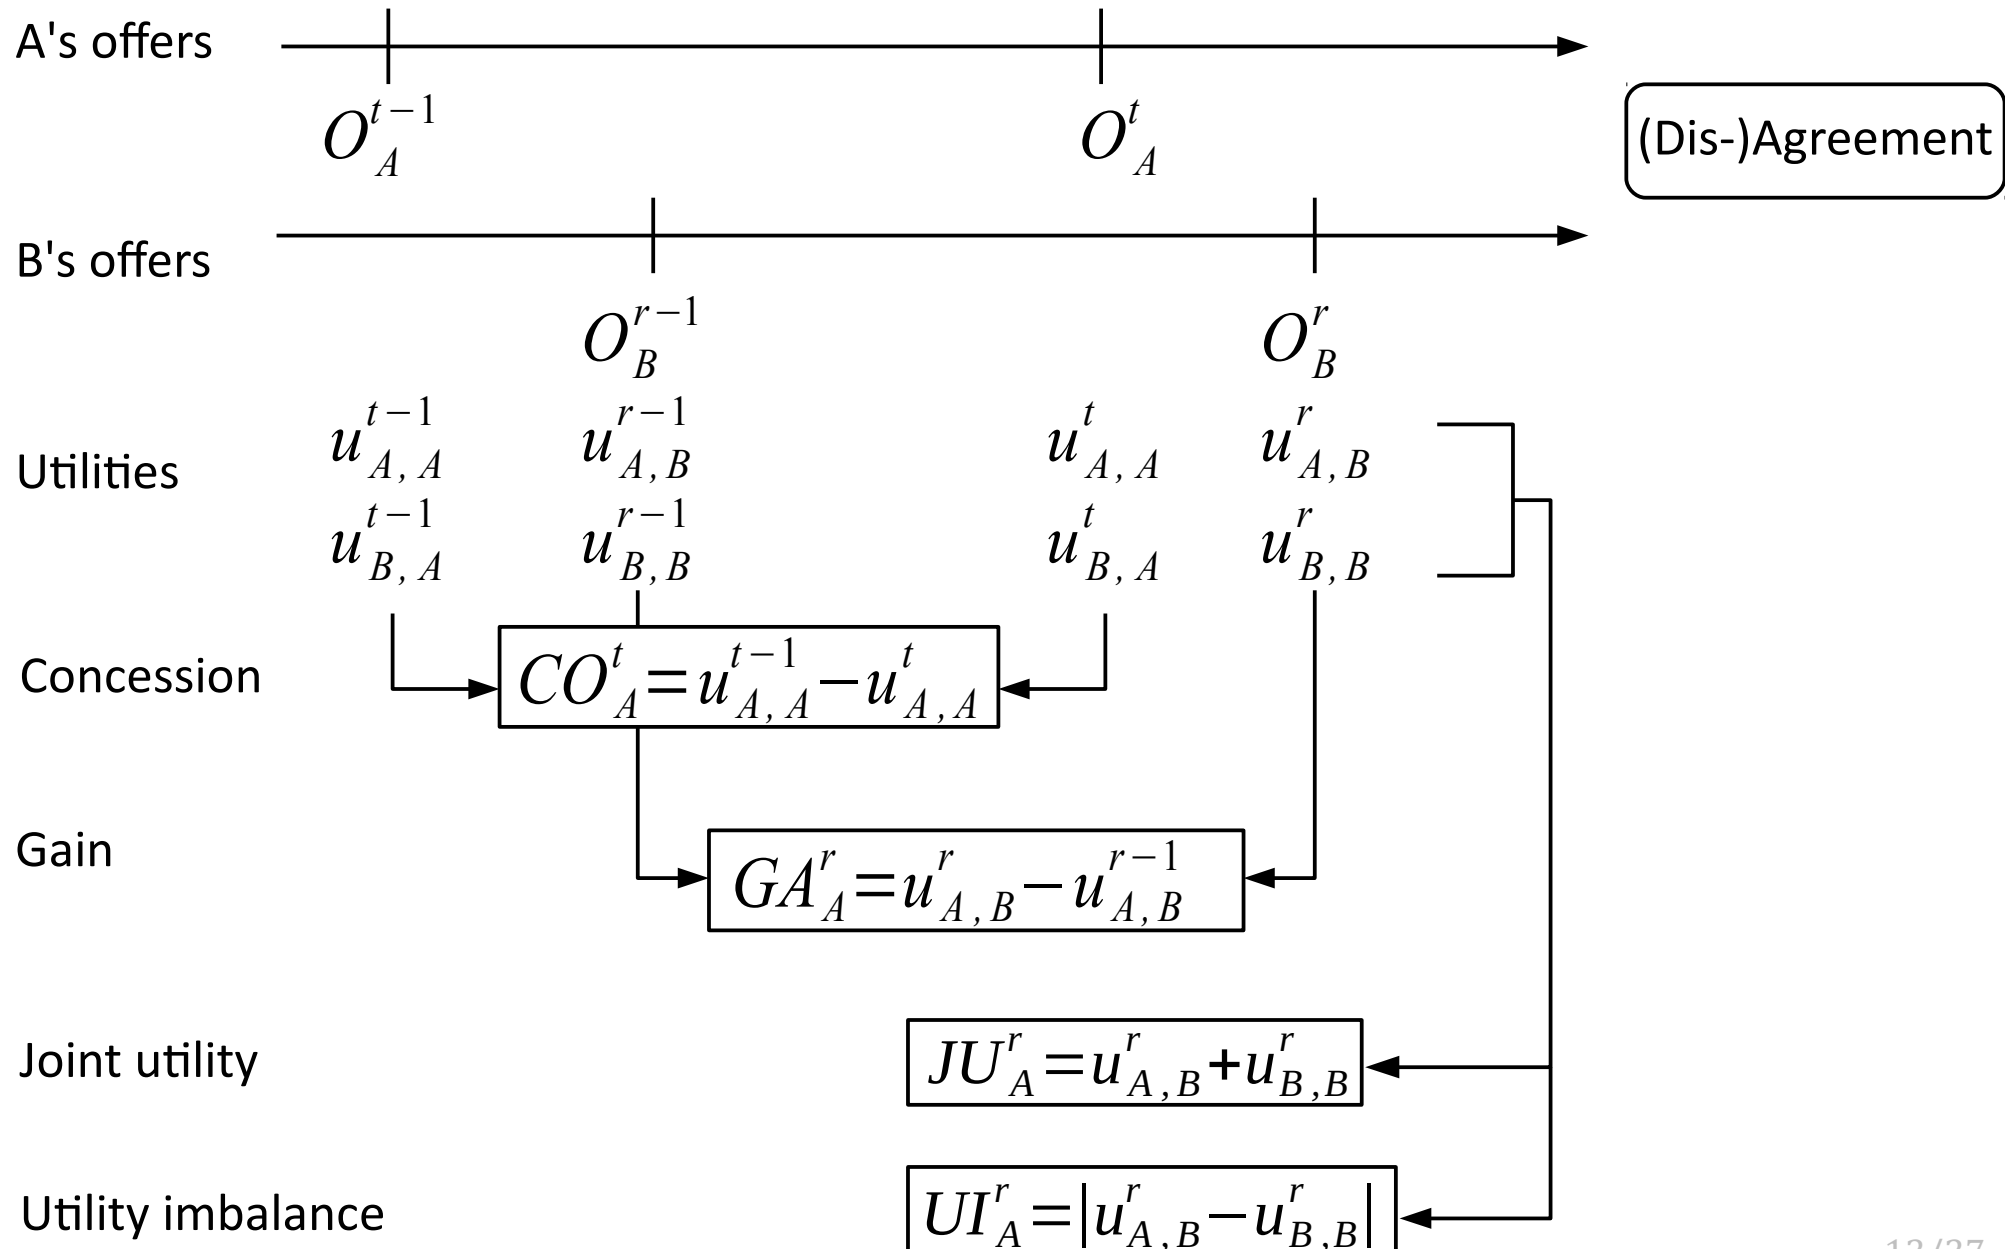 A's offers
O_A^{t−1} O_A^t
(Dis-)Agreement
B's offers
O_B^{r−1} O_B^r
Utilities
u_{A,A}^{t−1} u_{A,B}^{r−1} u_{A,A}^t u_{A,B}^r
u_{B,A}^{t−1} u_{B,B}^{r−1} u_{B,A}^t u_{B,B}^r
Concession
CO_A^t = u_{A,A}^{t−1} − u_{A,A}^t
Gain
GA_A^r = u_{A,B}^r − u_{A,B}^{r−1}
Joint utility
JU_A^r = u_{A,B}^r + u_{B,B}^r
Utility imbalance
UI_A^r = |u_{A,B}^r − u_{B,B}^r|
13/37